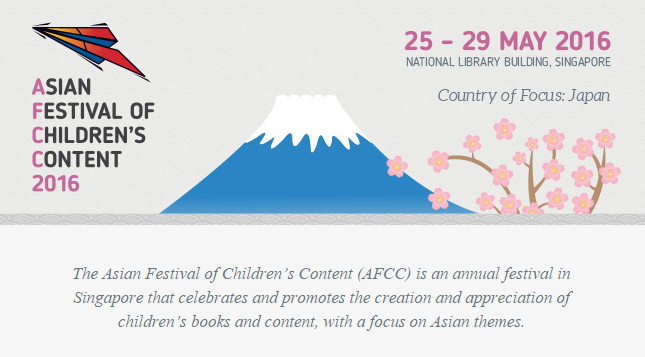 ASIAN
FESTIVAL OF
CHILDREN'S
CONTENT
2016
25 – 29 MAY 2016
NATIONAL LIBRARY BUILDING, SINGAPORE
Country of Focus: Japan
The Asian Festival of Children's Content (AFCC) is an annual festival in
Singapore that celebrates and promotes the creation and appreciation of
children's books and content, with a focus on Asian themes.